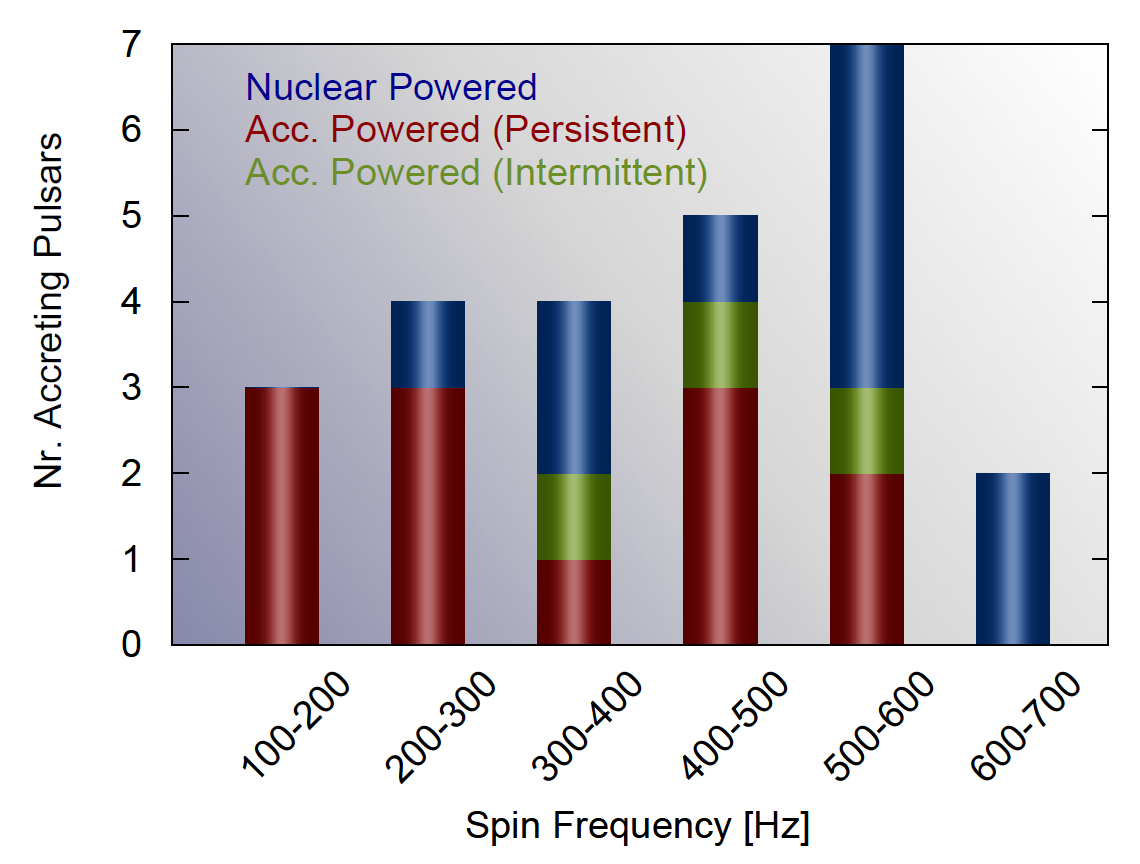 7
6
5
4
3
2
1
0
Nr. Accreting Pulsars
Nuclear Powered
Acc. Powered (Persistent)
Acc. Powered (Intermittent)
100-200
200-300
300-400
400-500
500-600
600-700
Spin Frequency [Hz]